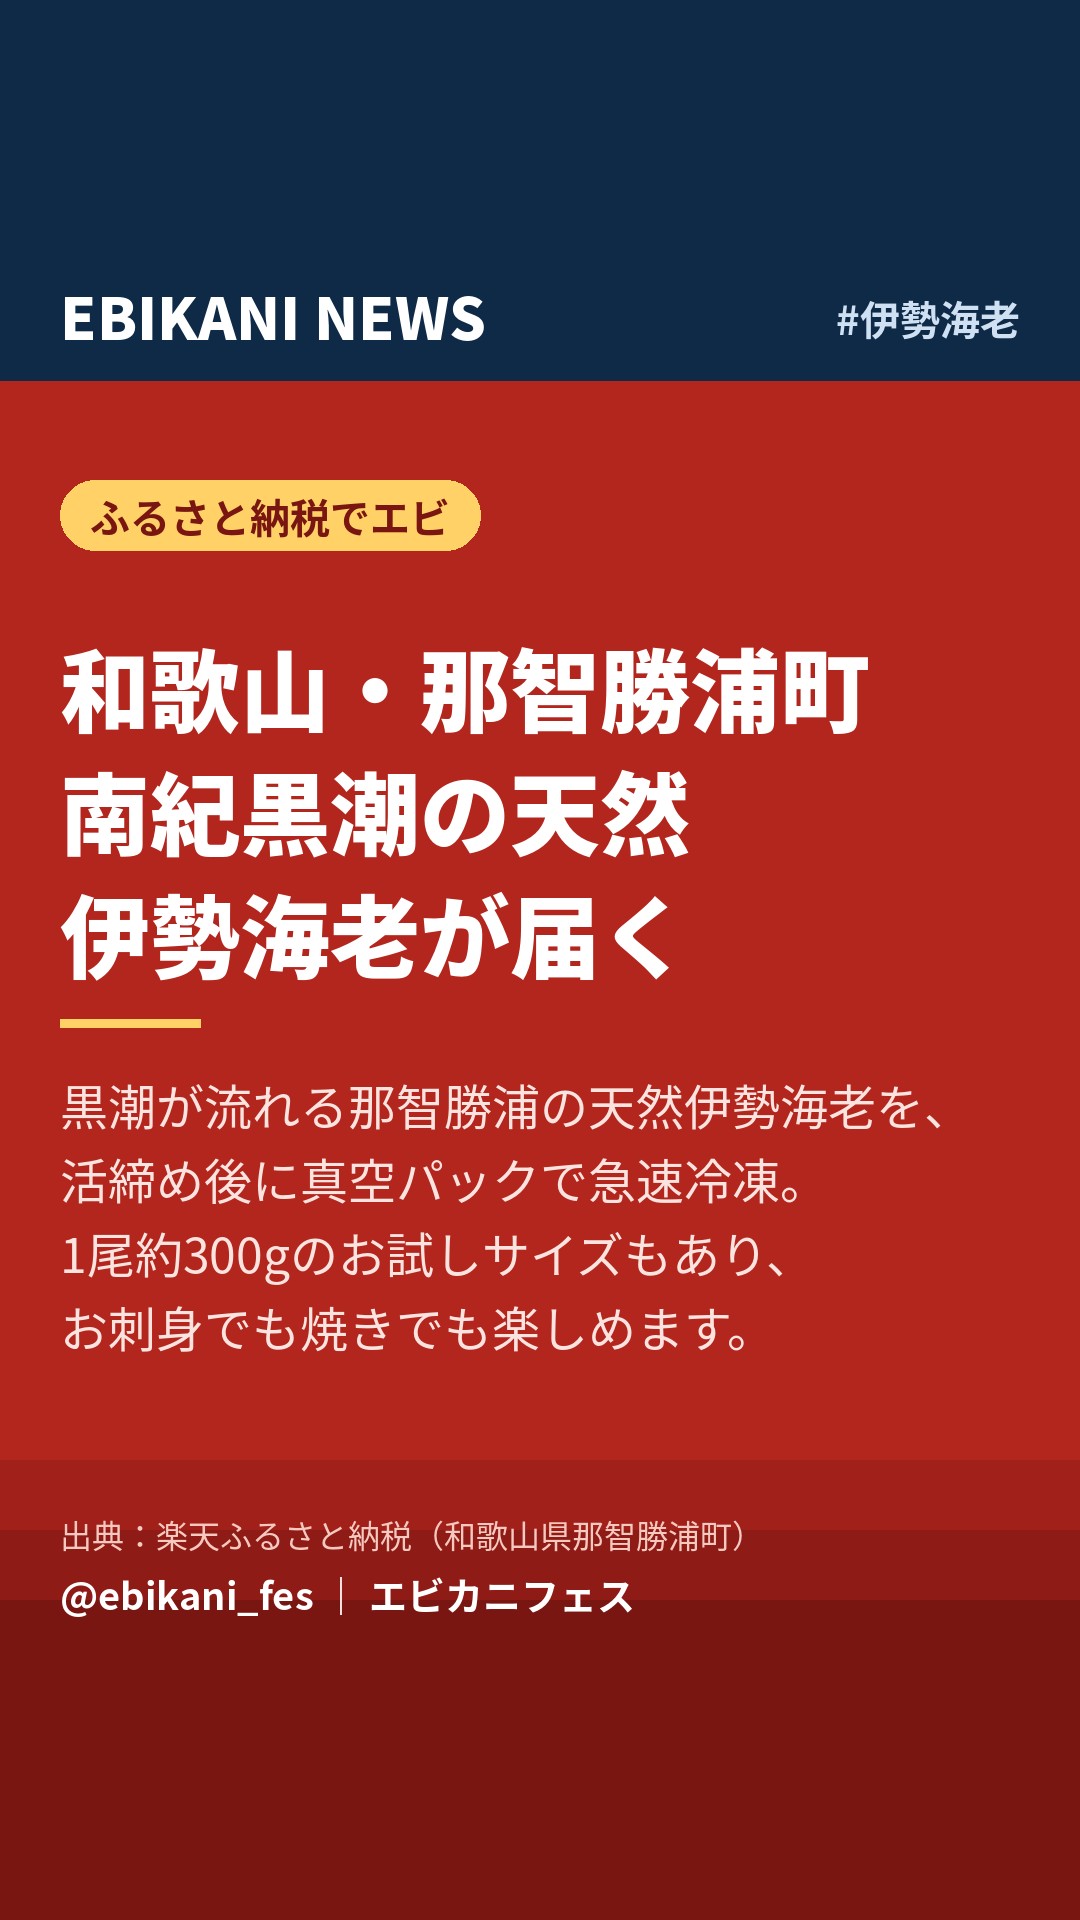 EBIKANI NEWS
#伊勢海老
ふるさと納税でエビ
和歌山・那智勝浦町
南紀黒潮の天然
伊勢海老が届く
黒潮が流れる那智勝浦の天然伊勢海老を、
活締め後に真空パックで急速冷凍。
1尾約300gのお試しサイズもあり、
お刺身でも焼きでも楽しめます。
出典：楽天ふるさと納税（和歌山県那智勝浦町）
@ebikani_fes ｜ エビカニフェス